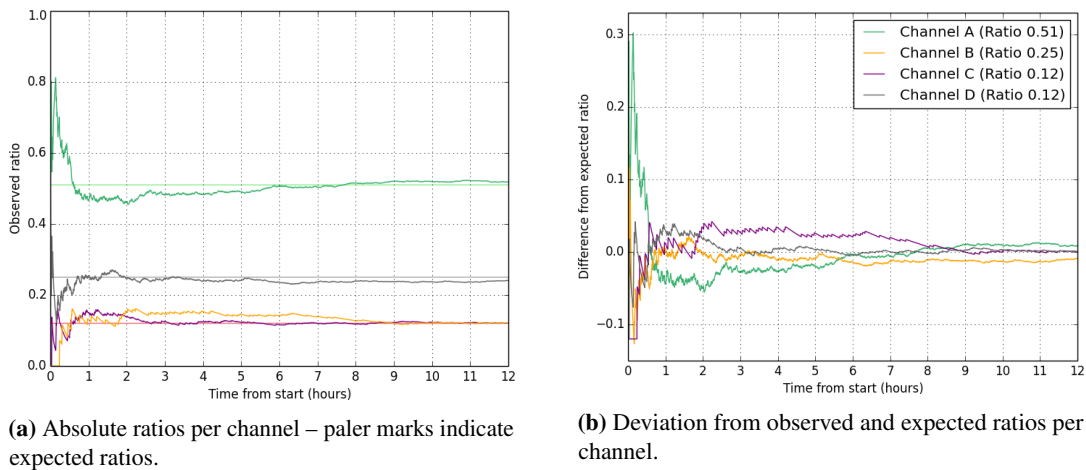 1.0
0.8
0.6
0.4
0.2
0.0
Observed ratio
0 1 2 3 4 5 6 7 8 9 10 11 12
Time from start (hours)
(a) Absolute ratios per channel – paler marks indicate
expected ratios.
0.3
0.2
0.1
0.0
−0.1
Difference from expected ratio
Channel A (Ratio 0.51)
Channel B (Ratio 0.25)
Channel C (Ratio 0.12)
Channel D (Ratio 0.12)
0 1 2 3 4 5 6 7 8 9 10 11 12
Time from start (hours)
(b) Deviation from observed and expected ratios per
channel.